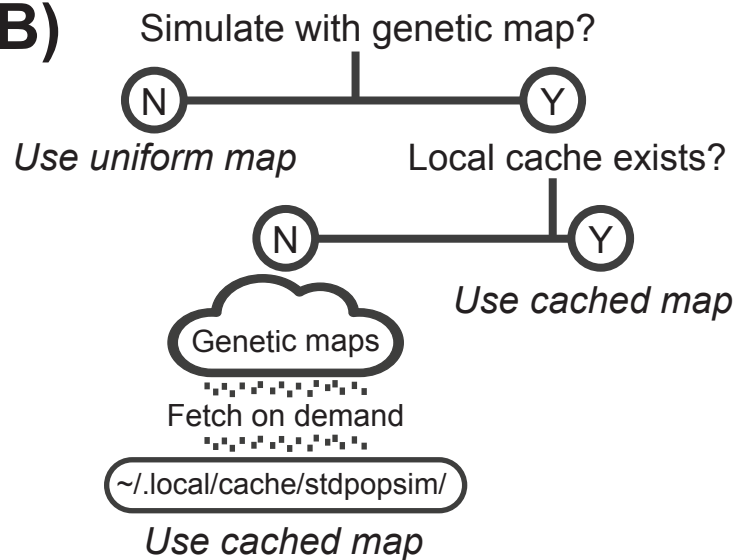 B)
Simulate with genetic map?
N
Y
Use uniform map
Local cache exists?
N
Y
Use cached map
Genetic maps
Fetch on demand
~/.local/cache/stdpopsim/
Use cached map